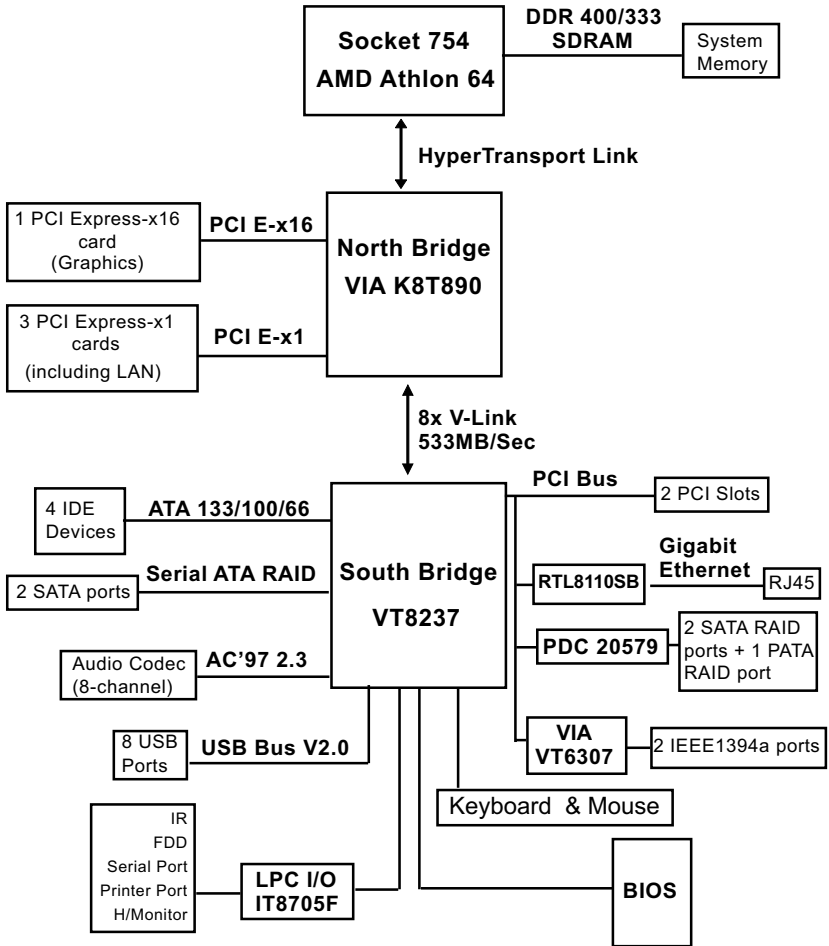 Socket 754
AMD Athlon 64
DDR 400/333
SDRAM
System
Memory
HyperTransport Link
1 PCI Express-x16
card
(Graphics)
PCI E-x16
North Bridge
VIA K8T890
3 PCI Express-x1
cards
(including LAN)
PCI E-x1
8x V-Link
533MB/Sec
4 IDE
Devices
ATA 133/100/66
2 SATA ports
Serial ATA RAID
South Bridge
VT8237
Audio Codec
(8-channel)
AC’97 2.3
8 USB
Ports
USB Bus V2.0
PCI Bus
2 PCI Slots
RTL8110SB
Gigabit
Ethernet
RJ45
PDC 20579
2 SATA RAID
ports + 1 PATA
RAID port
VIA
VT6307
2 IEEE1394a ports
Keyboard & Mouse
IR
FDD
Serial Port
Printer Port
H/Monitor
LPC I/O
IT8705F
BIOS